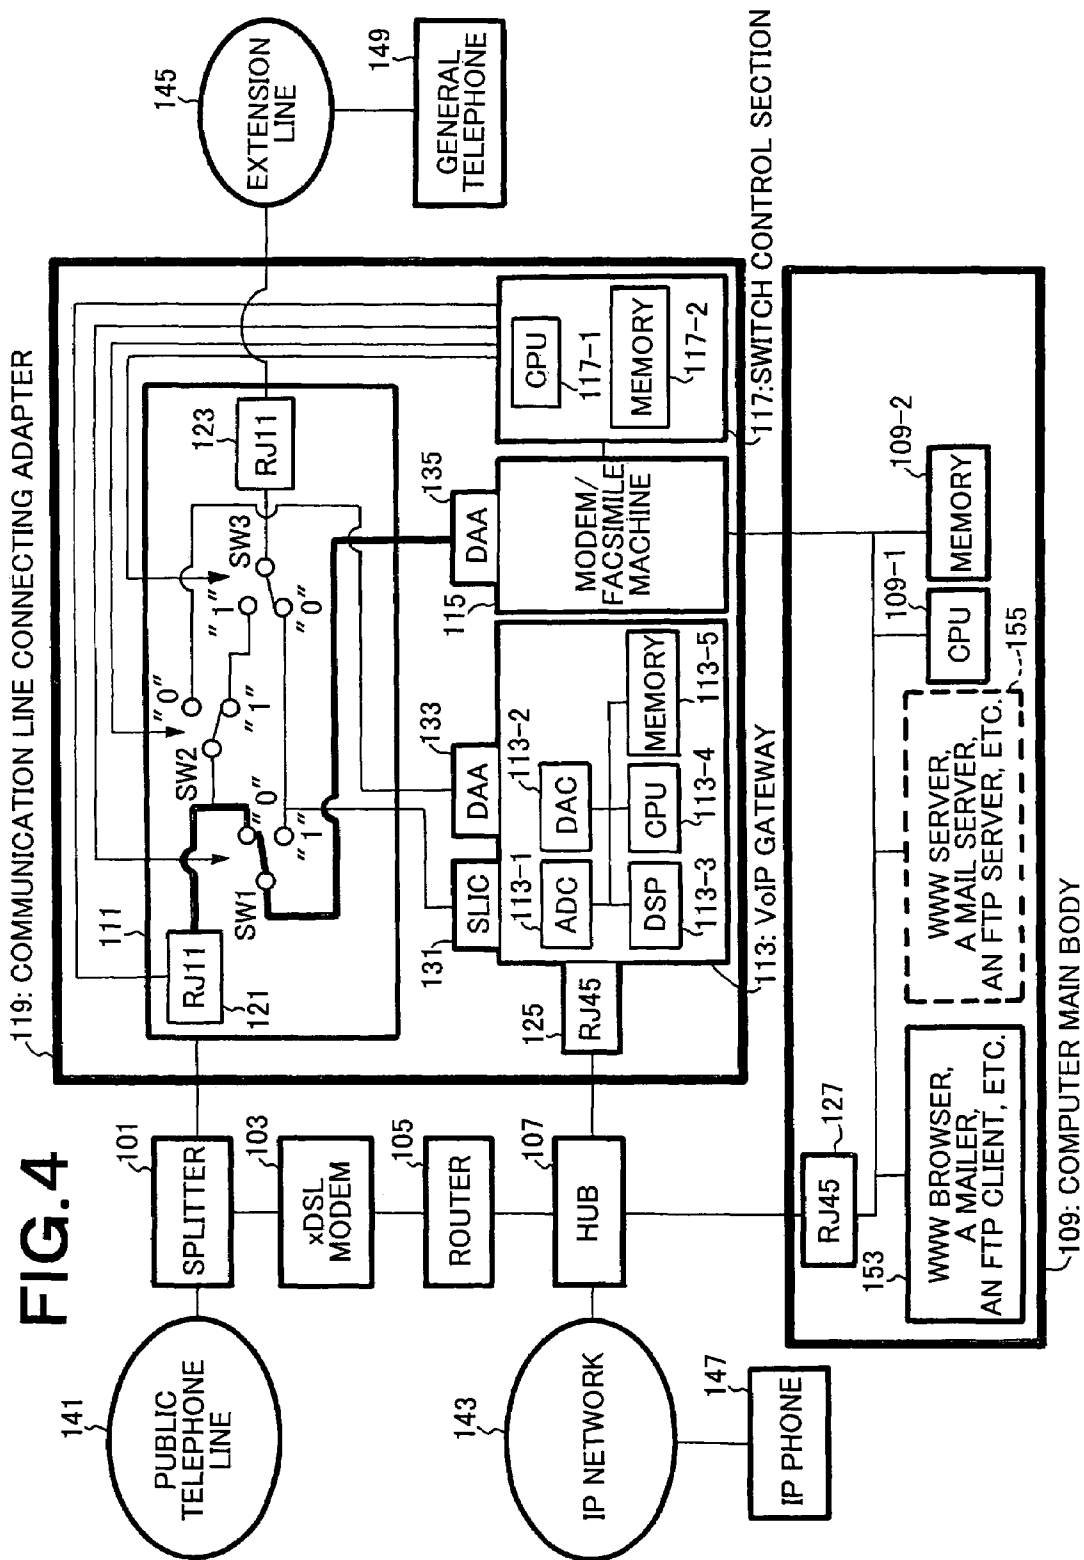 FIG.4
119: COMMUNICATION LINE CONNECTING ADAPTER
141
PUBLIC
TELEPHONE
LINE
101
SPLITTER
103
xDSL
MODEM
105
ROUTER
107
HUB
143
IP NETWORK
147
IP PHONE
111
RJ11
121
SW1
"0"
"1"
SW2
"0"
"1"
SW3
"1"
"0"
123
RJ11
145
EXTENSION
LINE
149
GENERAL
TELEPHONE
125
RJ45
131
SLIC
133
DAA
135
DAA
113-1
ADC
113-2
DAC
DSP
113-3
CPU
113-4
MEMORY
113-5
113: VoIP GATEWAY
115
MODEM/
FACSIMILE
MACHINE
CPU
117-1
MEMORY
117-2
117:SWITCH CONTROL SECTION
127
RJ45
153
WWW BROWSER,
A MAILER,
AN FTP CLIENT, ETC.
WWW SERVER,
A MAIL SERVER,
AN FTP SERVER, ETC.
155
109-1
CPU
109-2
MEMORY
109: COMPUTER MAIN BODY